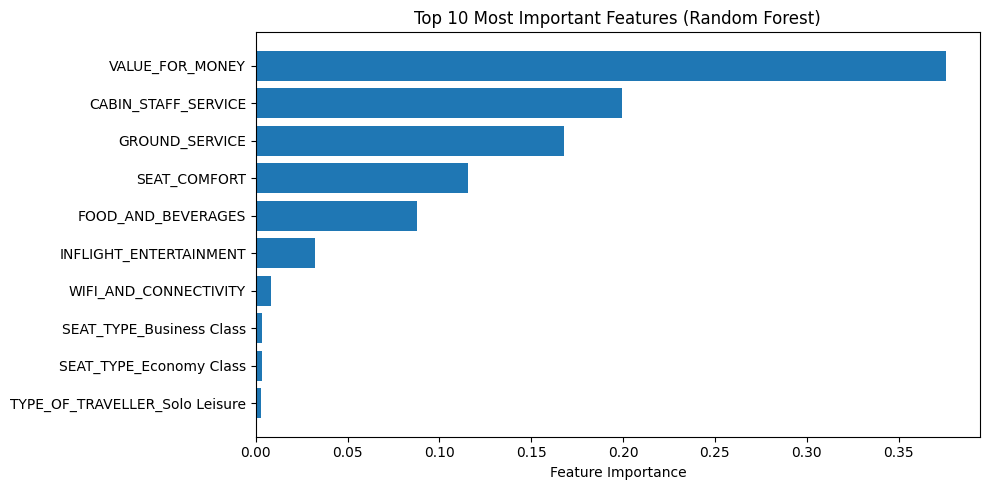 Top 10 Most Important Features (Random Forest)
VALUE_FOR_MONEY
CABIN_STAFF_SERVICE
GROUND_SERVICE
SEAT_COMFORT
FOOD_AND_BEVERAGES
INFLIGHT_ENTERTAINMENT
WIFI_AND_CONNECTIVITY
SEAT_TYPE_Business Class
SEAT_TYPE_Economy Class
TYPE_OF_TRAVELLER_Solo Leisure
0.00 0.05 0.10 0.15 0.20 0.25 0.30 0.35
Feature Importance